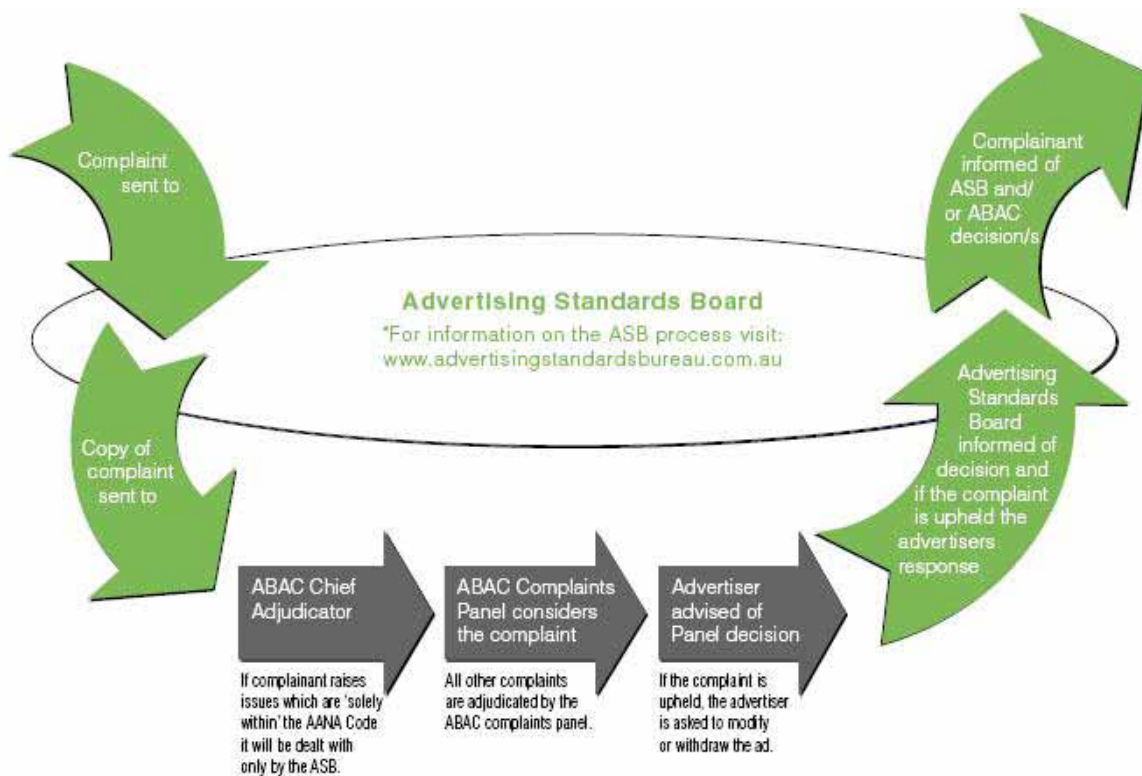 Complaint
sent to
Complainant
informed of
ASB and/
or ABAC
decision/s
Advertising Standards Board
*For information on the ASB process visit:
www.advertisingstandardsbureau.com.au
Copy of
complaint
sent to
Advertising
Standards
Board
informed of
decision and
if the complaint
is upheld the
advertisers
response
ABAC Chief
Adjudicator
ABAC Complaints
Panel considers
the complaint
Advertiser
advised of
Panel decision
If complainant raises
issues which are 'solely
within' the AANA Code
it will be dealt with
only by the ASB.
All other complaints
are adjudicated by the
ABAC complaints panel.
If the complaint is
upheld, the advertiser
is asked to modify
or withdraw the ad.